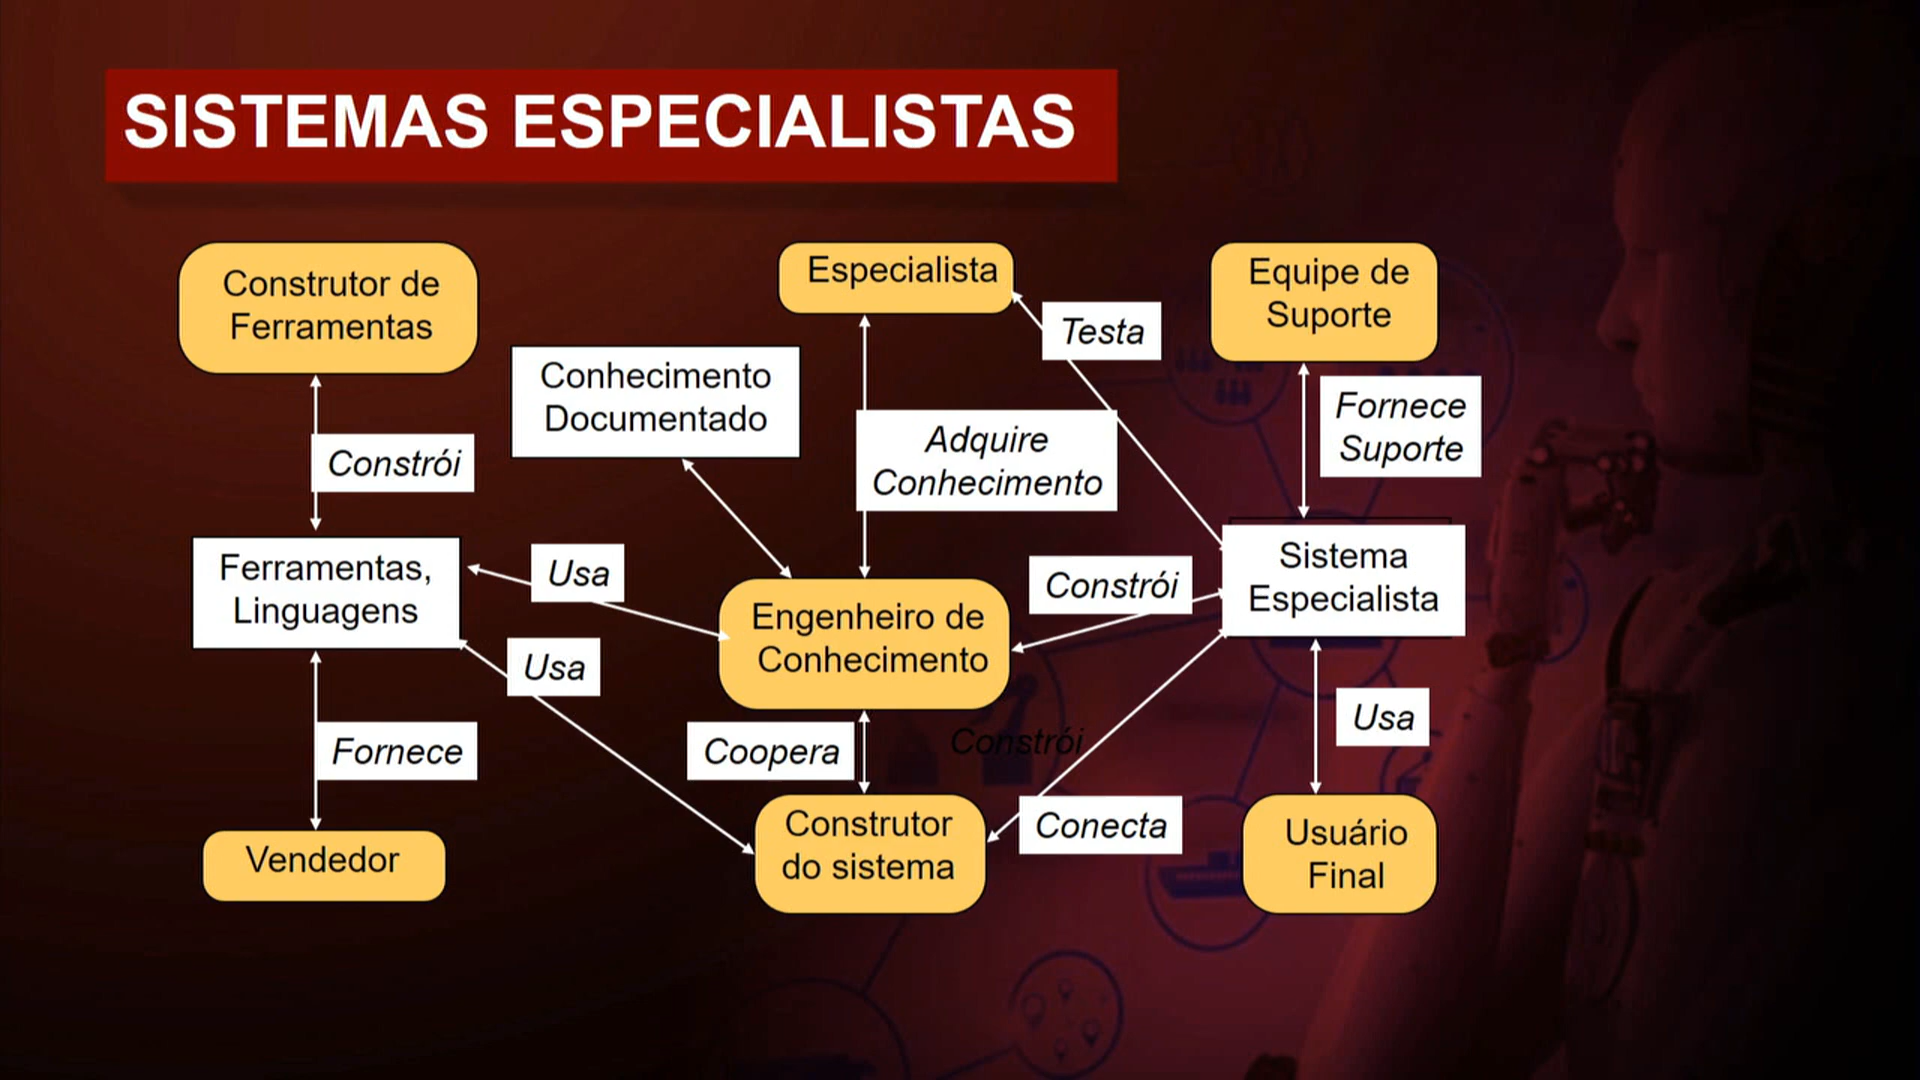 SISTEMAS ESPECIALISTAS
Construtor de
Ferramentas
Especialista
Equipe de
Suporte
Testa
Conhecimento
Documentado
Fornece
Suporte
Adquire
Conhecimento
Constrói
Ferramentas,
Linguagens
Usa
Constrói
Sistema
Especialista
Engenheiro de
Conhecimento
Usa
Usa
Fornece
Coopera
Constrói
Construtor
do sistema
Conecta
Usuário
Final
Vendedor